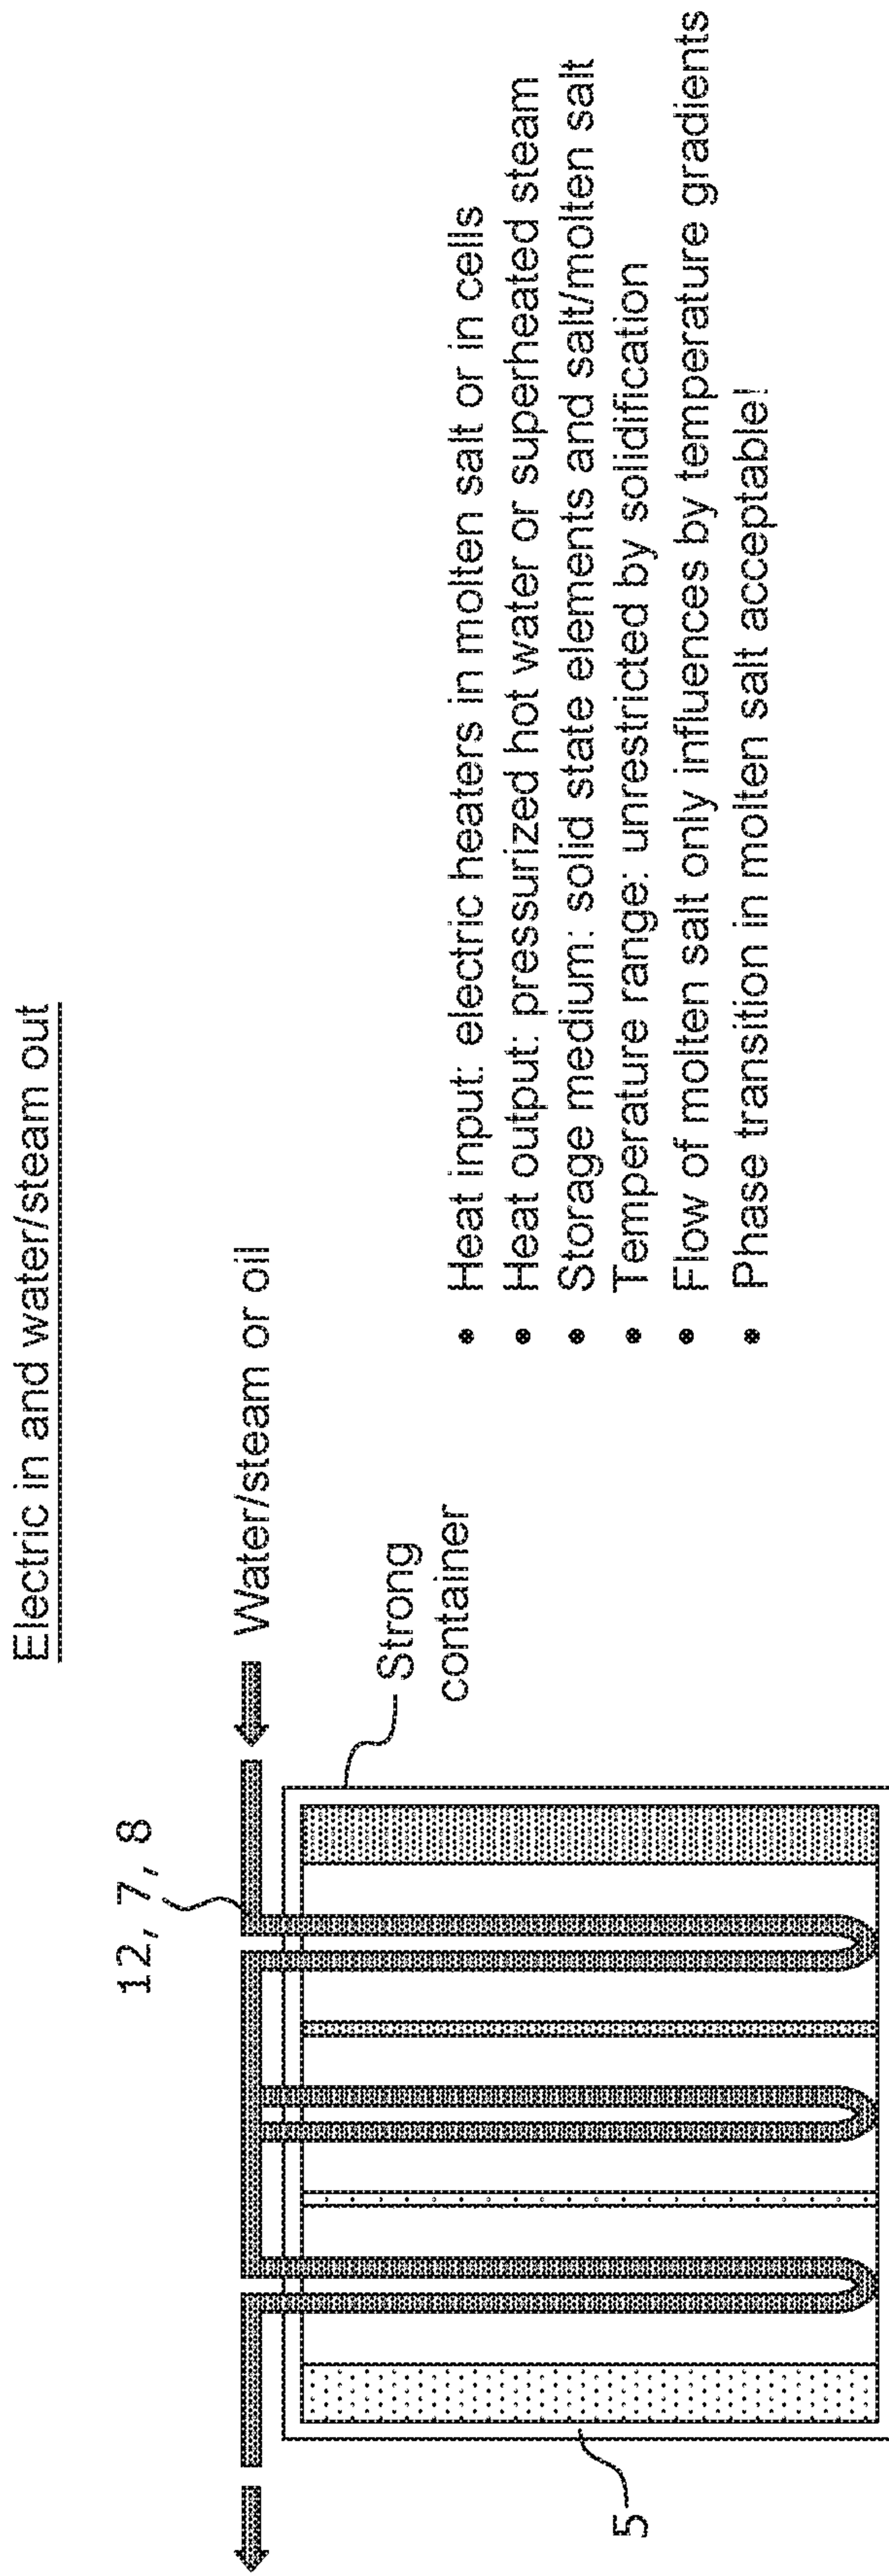 Electric in and water/steam out
12, 7, 8
Water/steam or oil
Strong
container
5
• Heat input: electric heaters in molten salt or in cells
• Heat output: pressurized hot water or superheated steam
• Storage medium: solid state elements and salt/molten salt
• Temperature range: unrestricted by solidification
• Flow of molten salt only influences by temperature gradients
• Phase transition in molten salt acceptable!